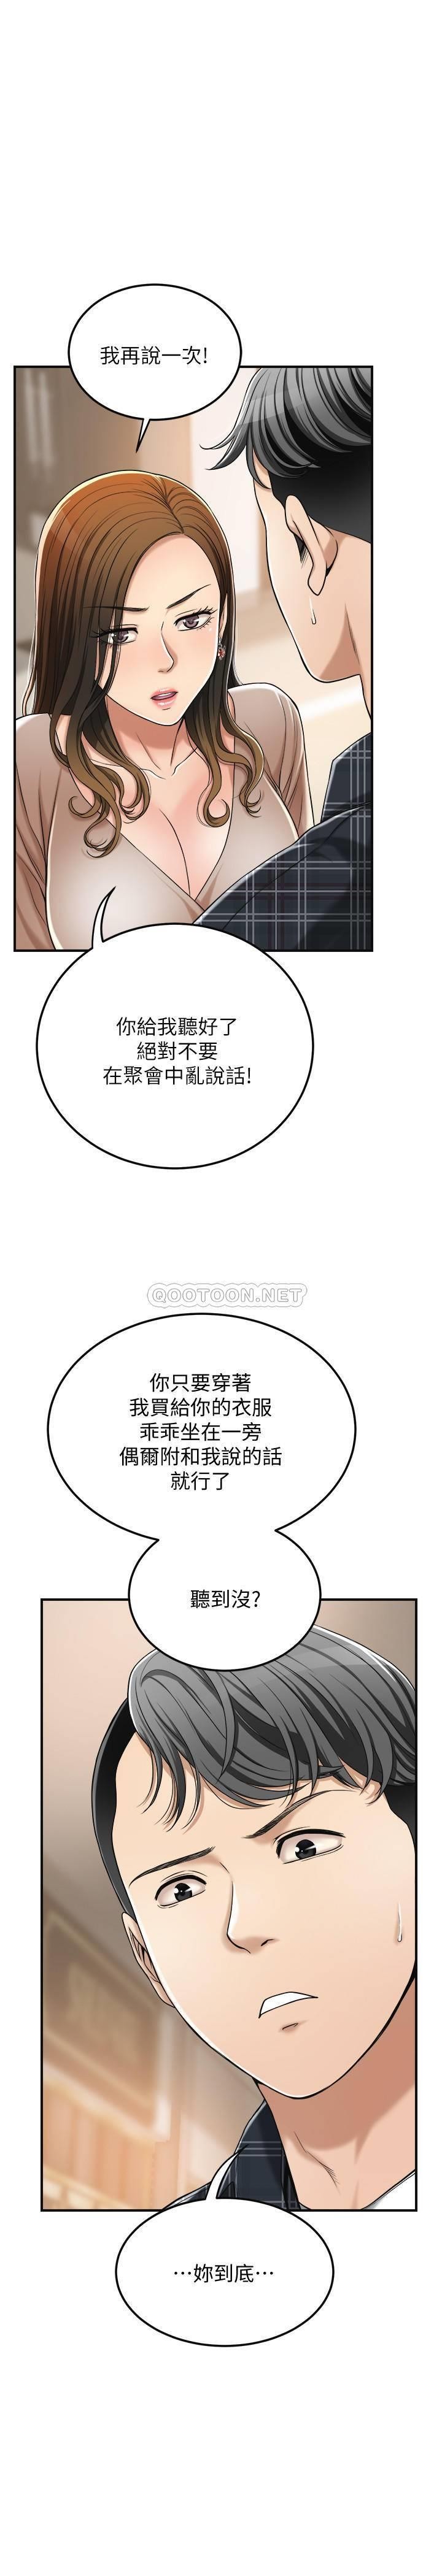 我再說一次!
你給我聽好了
絕對不要
在聚會中亂說話!
QOOTOON.NET
你只要穿著
我買給你的衣服
乖乖坐在一旁
偶爾附和我說的話
就行了
聽到沒?
…妳到底…